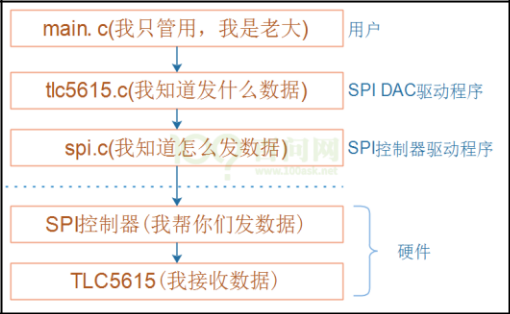 main. c(我只管用，我是老大)
用户
tlc5615.c(我知道发什么数据)
SPI DAC驱动程序
spi.c(我知道怎么发数据)
SPI控制器驱动程序
www.100ask.net
SPI控制器(我帮你们发数据)
硬件
TLC5615(我接收数据)